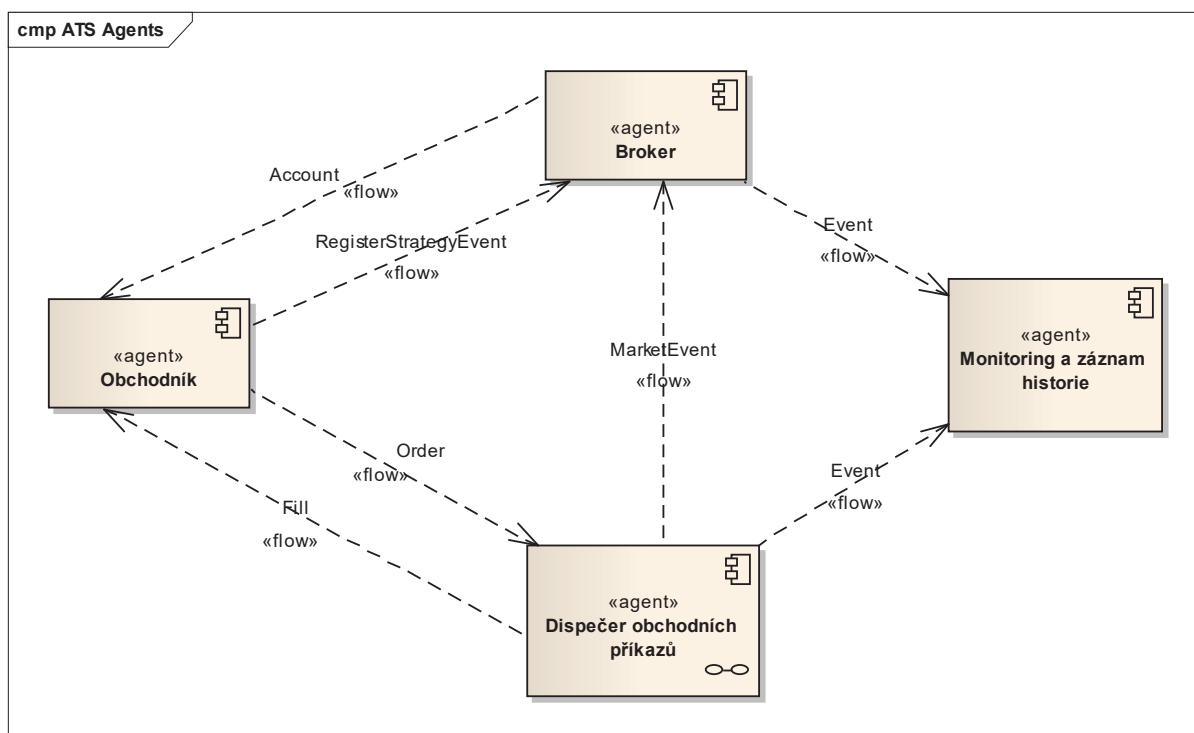 cmp ATS Agents
«agent»
Broker
Account
«flow»
RegisterStrategyEvent
«flow»
Event
«flow»
«agent»
Obchodník
MarketEvent
«flow»
«agent»
Monitoring a záznam
historie
Order
«flow»
Event
«flow»
Fill
«flow»
«agent»
Dispečer obchodních
příkazů